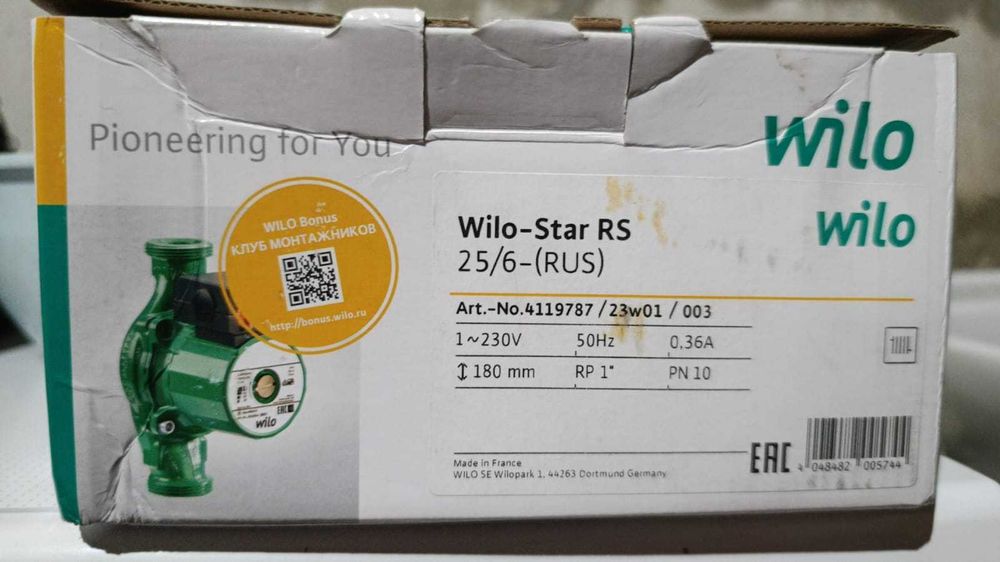 Pioneering for You
wilo
wilo
WILO Bonus
КЛУБ МОНТАЖНИКОВ
http://bonus.wilo.ru
Wilo-Star RS
25/6-(RUS)
Art.-No.4119787 / 23w01 / 003
1~230V 50Hz 0,36A
180 mm RP 1" PN 10
wilo
EAC
Made in France
WILO SE Wilopark 1, 44263 Dortmund Germany
EAC
4 048482 005744